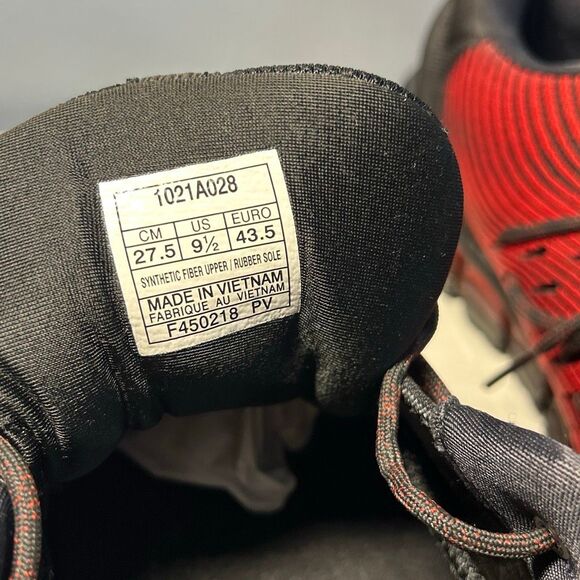 1021A028
CM US EURO
27.5 9½ 43.5
SYNTHETIC FIBER UPPER / RUBBER SOLE
MADE IN VIETNAM
FABRIQUE AU VIETNAM
F450218 PV